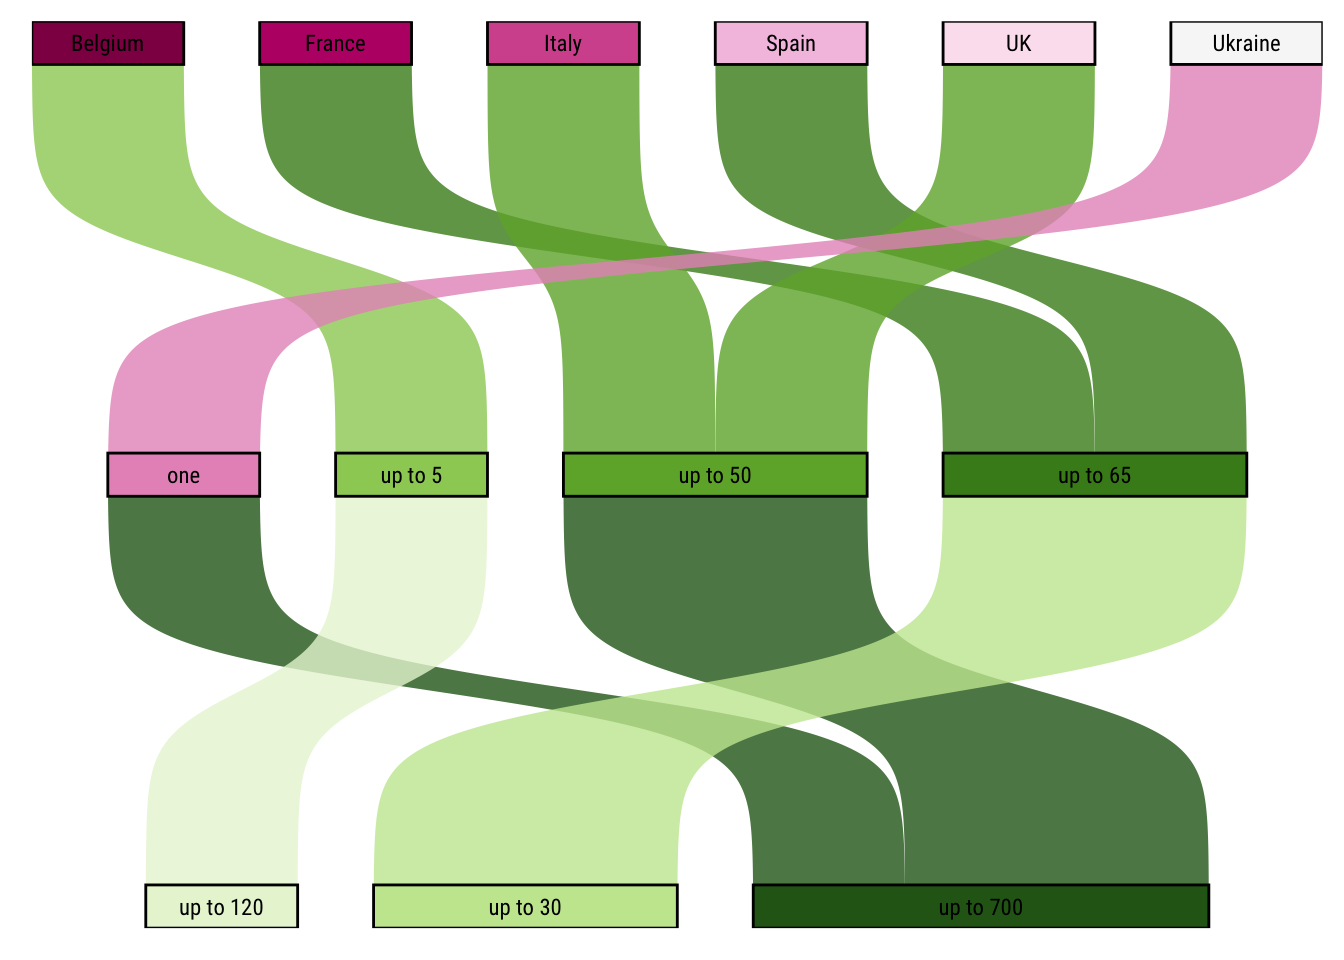 Belgium
France
Italy
Spain
UK
Ukraine
one
up to 5
up to 50
up to 65
up to 120
up to 30
up to 700